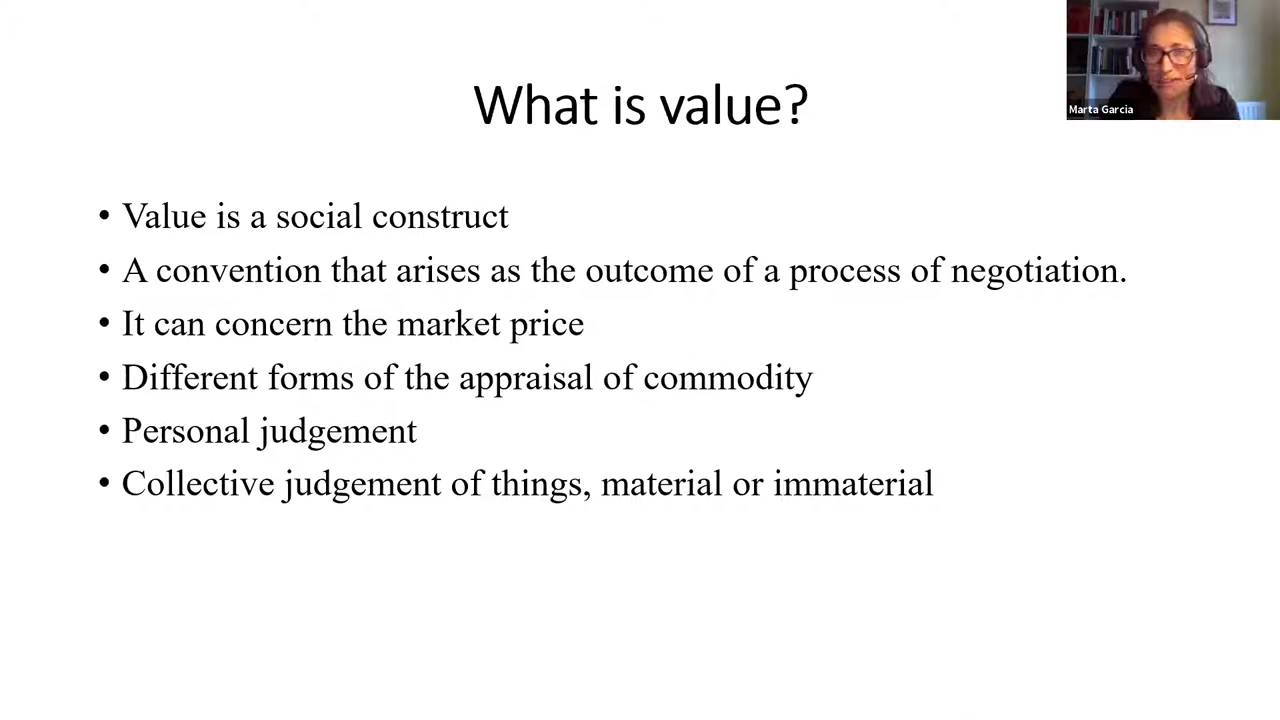 What is value?
Marta Garcia
• Value is a social construct
• A convention that arises as the outcome of a process of negotiation.
• It can concern the market price
• Different forms of the appraisal of commodity
• Personal judgement
• Collective judgement of things, material or immaterial